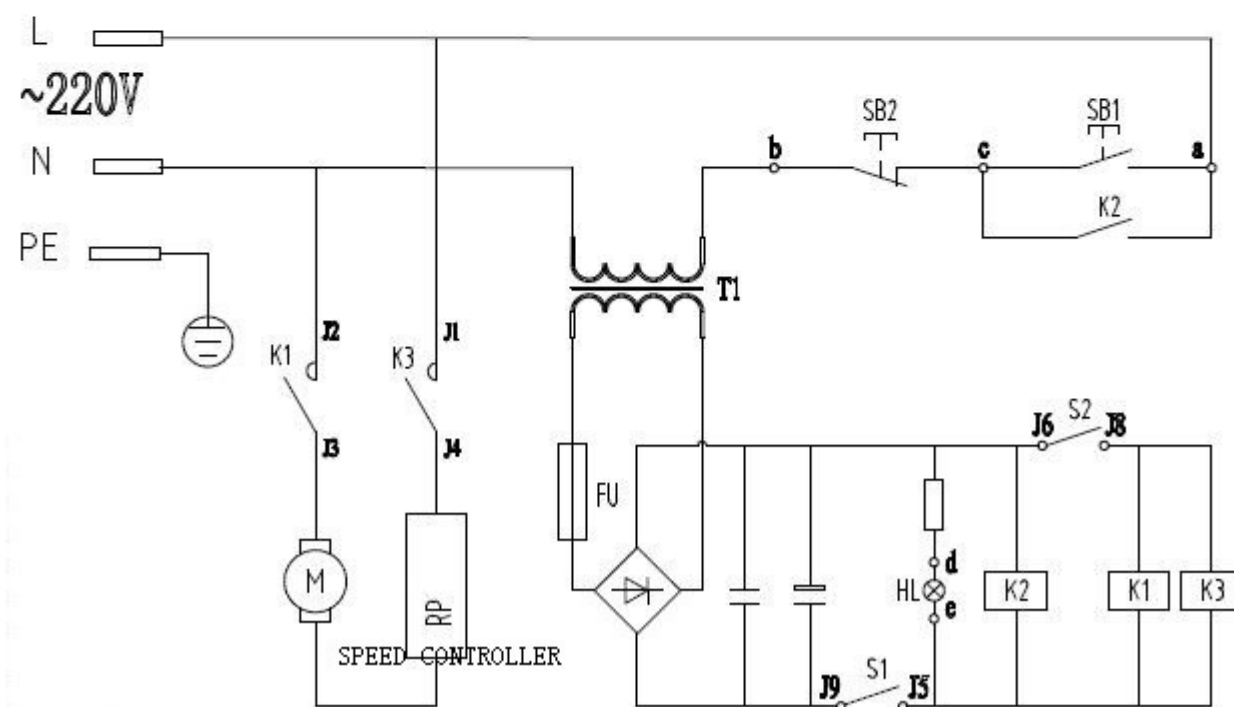 L
~220V
N
PE
SB2
SB1
b
c
a
K2
T1
J2
J1
K1
K3
J3
J4
FU
M
RP
SPEED CONTROLLER
J6
S2
J8
d
HL
e
K2
K1
K3
J9
S1
J5